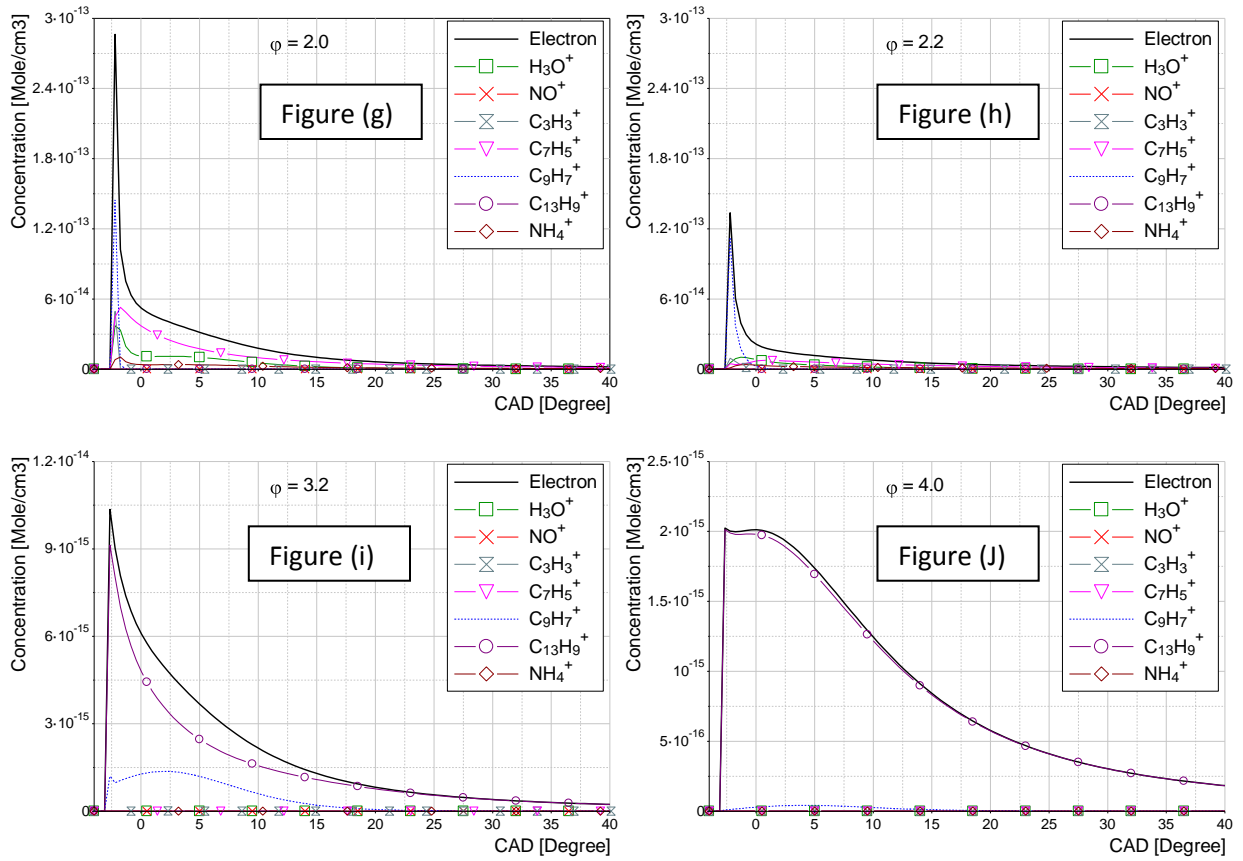 φ = 2.0
Figure (g)
Concentration [Mole/cm3]
3·10⁻¹³
2.4·10⁻¹³
1.8·10⁻¹³
1.2·10⁻¹³
6·10⁻¹⁴
0
Electron
H₃O⁺
NO⁺
C₃H₃⁺
C₇H₅⁺
C₉H₇⁺
C₁₃H₉⁺
NH₄⁺
0 5 10 15 20 25 30 35 40
CAD [Degree]
φ = 2.2
Figure (h)
Concentration [Mole/cm3]
3·10⁻¹³
2.4·10⁻¹³
1.8·10⁻¹³
1.2·10⁻¹³
6·10⁻¹⁴
0
Electron
H₃O⁺
NO⁺
C₃H₃⁺
C₇H₅⁺
C₉H₇⁺
C₁₃H₉⁺
NH₄⁺
0 5 10 15 20 25 30 35 40
CAD [Degree]
φ = 3.2
Figure (i)
Concentration [Mole/cm3]
1.2·10⁻¹⁴
9·10⁻¹⁵
6·10⁻¹⁵
3·10⁻¹⁵
0
Electron
H₃O⁺
NO⁺
C₃H₃⁺
C₇H₅⁺
C₉H₇⁺
C₁₃H₉⁺
NH₄⁺
0 5 10 15 20 25 30 35 40
CAD [Degree]
φ = 4.0
Figure (J)
Concentration [Mole/cm3]
2.5·10⁻¹⁵
2·10⁻¹⁵
1.5·10⁻¹⁵
1·10⁻¹⁵
5·10⁻¹⁶
0
Electron
H₃O⁺
NO⁺
C₃H₃⁺
C₇H₅⁺
C₉H₇⁺
C₁₃H₉⁺
NH₄⁺
0 5 10 15 20 25 30 35 40
CAD [Degree]